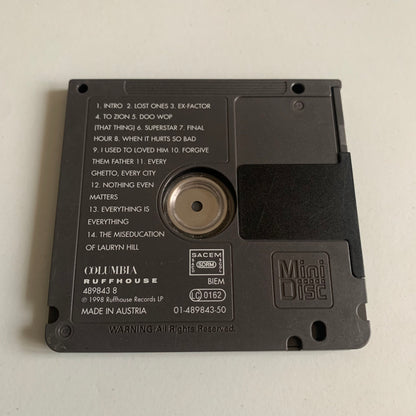 1. INTRO 2. LOST ONES 3. EX-FACTOR
4. TO ZION 5. DOO WOP
(THAT THING) 6. SUPERSTAR 7. FINAL
HOUR 8. WHEN IT HURTS SO BAD
9. I USED TO LOVED HIM 10. FORGIVE
THEM FATHER 11. EVERY
GHETTO, EVERY CITY
12. NOTHING EVEN
MATTERS
13. EVERYTHING IS
EVERYTHING
14. THE MISEDUCATION
OF LAURYN HILL
COLUMBIA
RUFFHOUSE
489843 8
℗ 1998 Ruffhouse Records LP
MADE IN AUSTRIA
SACEM
SDRM
SACD
SGDL
BIEM
LC 0162
01-489843-50
Mini
Disc
WARNING: All Rights Reserved.